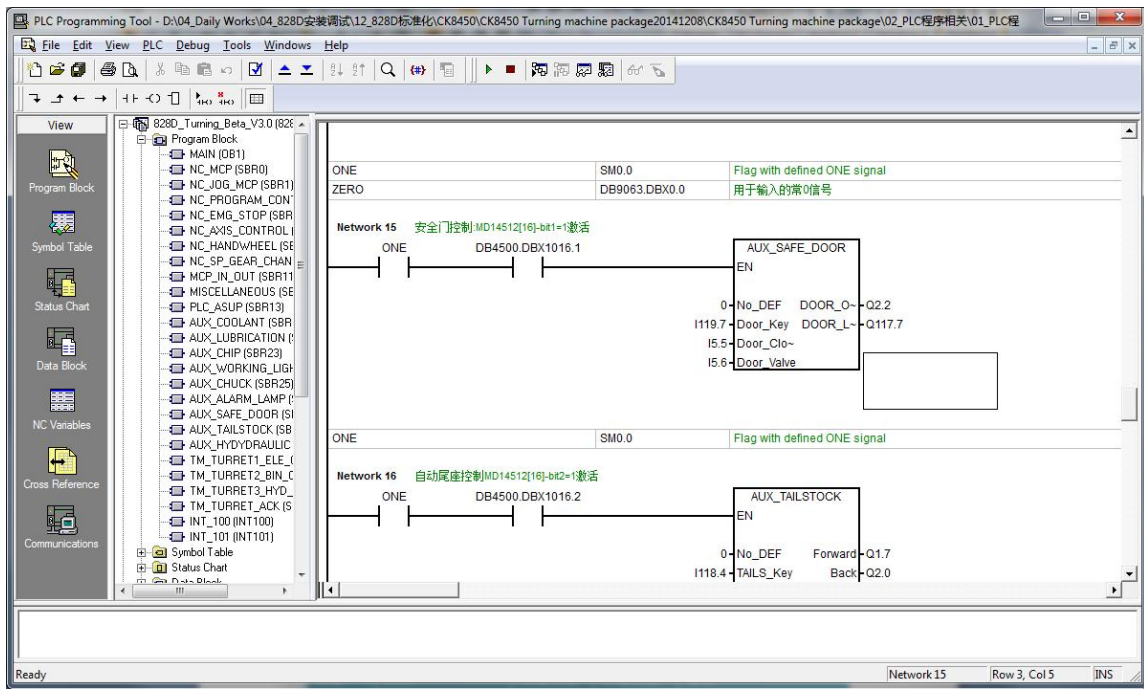 PLC Programming Tool - D:\04_Daily Works\04_828D安装调试\12_828D标准化\CK8450\CK8450 Turning machine package20141208\CK8450 Turning machine package\02_PLC程序相关\01_PLC程
File Edit View PLC Debug Tools Windows Help
View
Program Block
Symbol Table
Status Chart
Data Block
NC Variables
Cross Reference
Communications
828D_Turning_Beta_V3.0 (828
Program Block
MAIN (OB1)
NC_MCP (SBR0)
NC_JOG_MCP (SBR1)
NC_PROGRAM_CON
NC_EMG_STOP (SBR
NC_AXIS_CONTROL (
NC_HANDWHEEL (SE
NC_SP_GEAR_CHAN
MCP_IN_OUT (SBR11
MISCELLANEOUS (SE
PLC_ASUP (SBR13)
AUX_COOLANT (SBR
AUX_LUBRICATION (
AUX_CHIP (SBR23)
AUX_WORKING_LIGH
AUX_CHUCK (SBR25)
AUX_ALARM_LAMP (
AUX_SAFE_DOOR (S
AUX_TAILSTOCK (SB
AUX_HYDYDRAULIC
TM_TURRET1_ELE_(
TM_TURRET2_BIN_C
TM_TURRET3_HYD_
TM_TURRET_ACK (S
INT_100 (INT100)
INT_101 (INT101)
Symbol Table
Status Chart
Data Block
ONE SM0.0 Flag with defined ONE signal
ZERO DB9063.DBX0.0 用于输入的常0信号
Network 15 安全门控制:MD14512[16]-bit1=1激活
ONE DB4500.DBX1016.1 AUX_SAFE_DOOR
EN
0 No_DEF DOOR_O~ Q2.2
I119.7 Door_Key DOOR_L~ Q117.7
I5.5 Door_Clo~
I5.6 Door_Valve
ONE SM0.0 Flag with defined ONE signal
Network 16 自动尾座控制MD14512[16]-bit2=1激活
ONE DB4500.DBX1016.2 AUX_TAILSTOCK
EN
0 No_DEF Forward Q1.7
I118.4 TAILS_Key Back Q2.0
Ready Network 15 Row 3, Col 5 INS